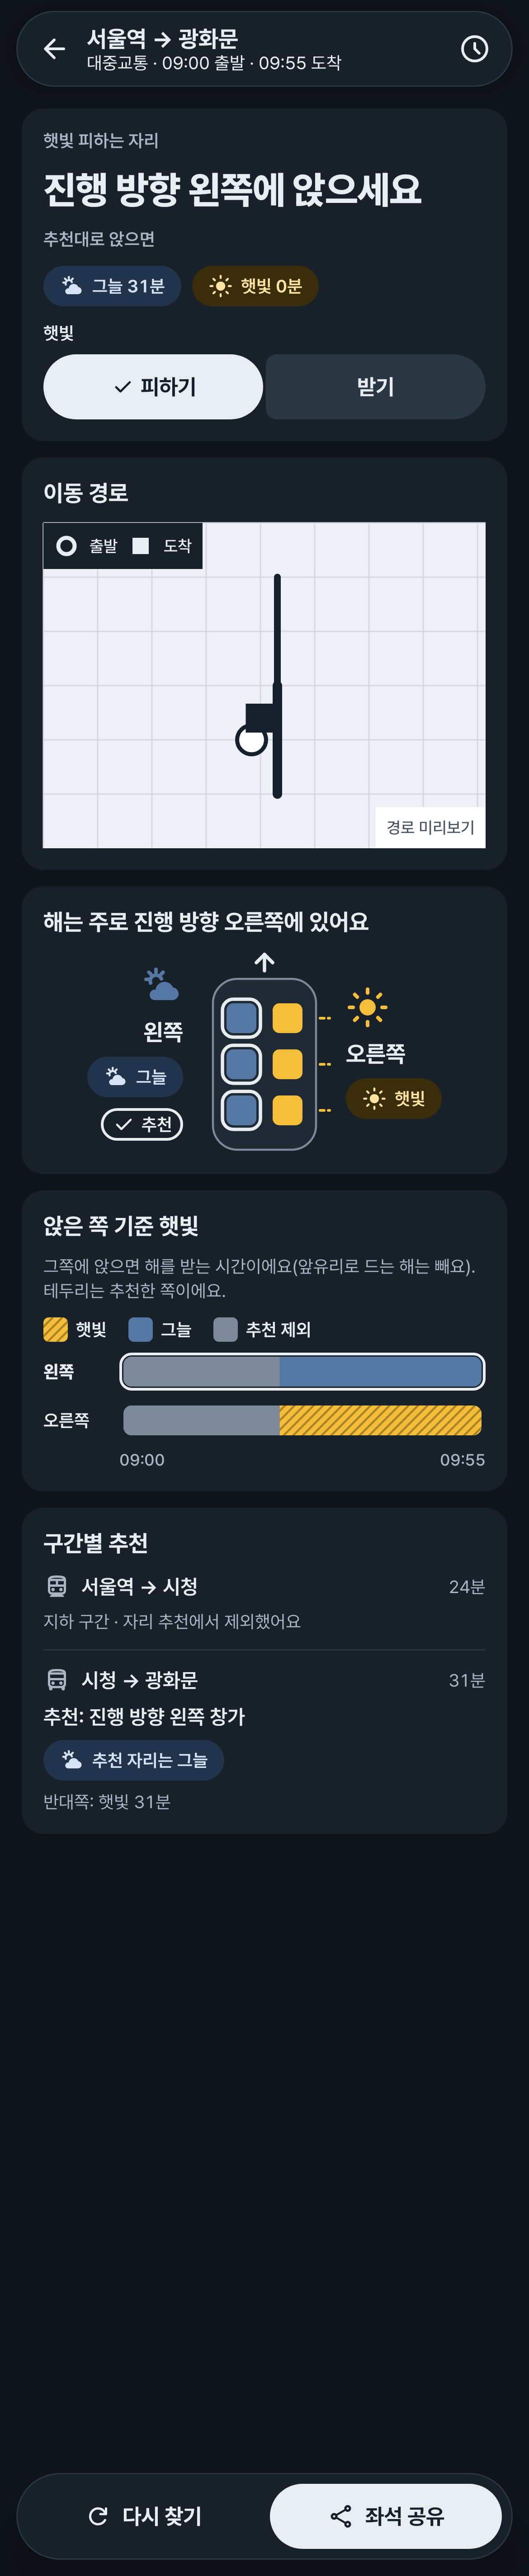 서울역 → 광화문
대중교통 · 09:00 출발 · 09:55 도착
햇빛 피하는 자리
진행 방향 왼쪽에 앉으세요
추천대로 앉으면
그늘 31분
햇빛 0분
햇빛
피하기
받기
이동 경로
출발
도착
경로 미리보기
해는 주로 진행 방향 오른쪽에 있어요
왼쪽
그늘
추천
오른쪽
햇빛
앉은 쪽 기준 햇빛
그쪽에 앉으면 해를 받는 시간이에요(앞유리로 드는 해는 빼요).
테두리는 추천한 쪽이에요.
햇빛
그늘
추천 제외
왼쪽
오른쪽
09:00
09:55
구간별 추천
서울역 → 시청
24분
지하 구간 · 자리 추천에서 제외했어요
시청 → 광화문
31분
추천: 진행 방향 왼쪽 창가
추천 자리는 그늘
반대쪽: 햇빛 31분
다시 찾기
좌석 공유